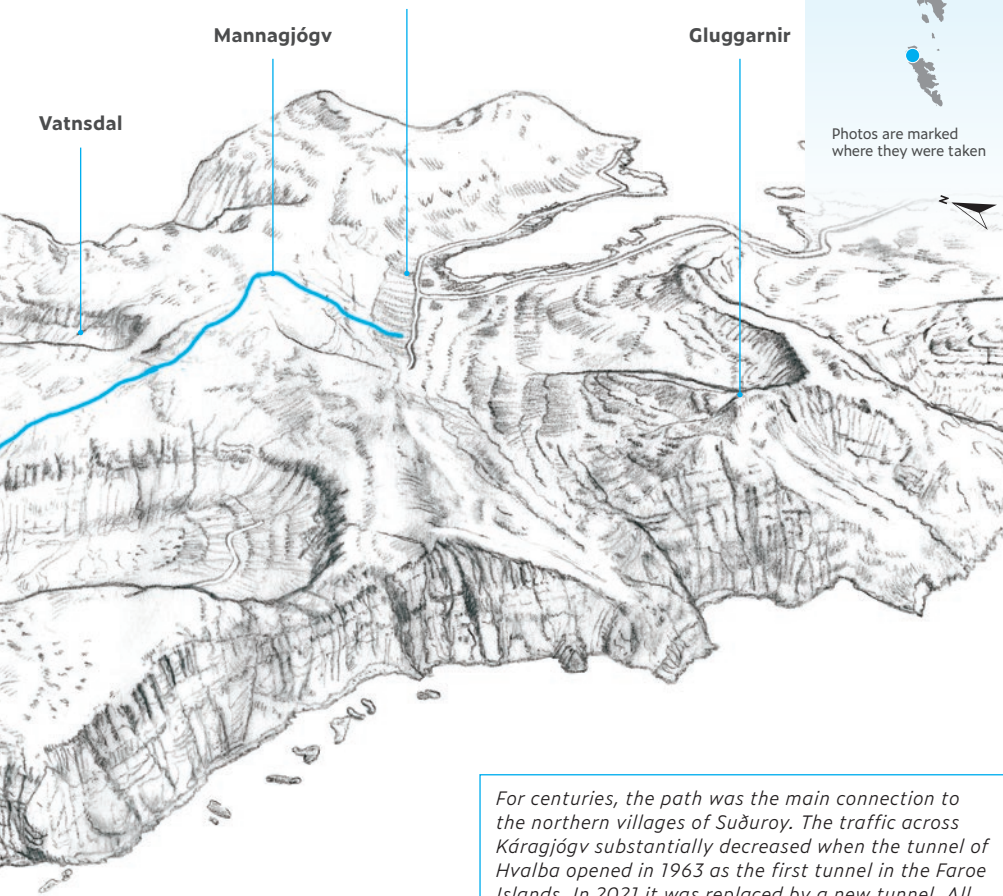 Mannagjógv
Gluggarnir
Vatnsdal
Photos are marked
where they were taken
N
For centuries, the path was the main connection to
the northern villages of Suðuroy. The traffic across
Káragjógv substantially decreased when the tunnel of
Hvalba opened in 1963 as the first tunnel in the Faroe
Islands. In 2021 it was replaced by a new tunnel. All